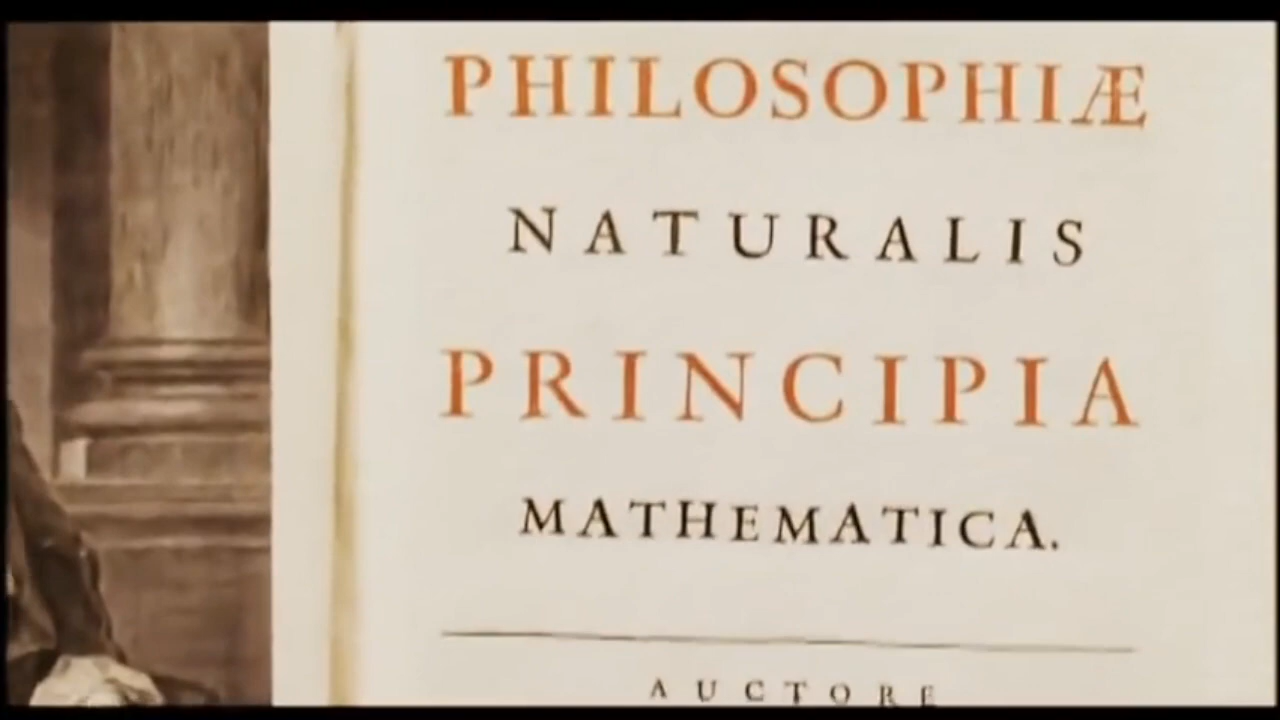 PHILOSOPHIÆ
NATURALIS
PRINCIPIA
MATHEMATICA.
AUCTORE